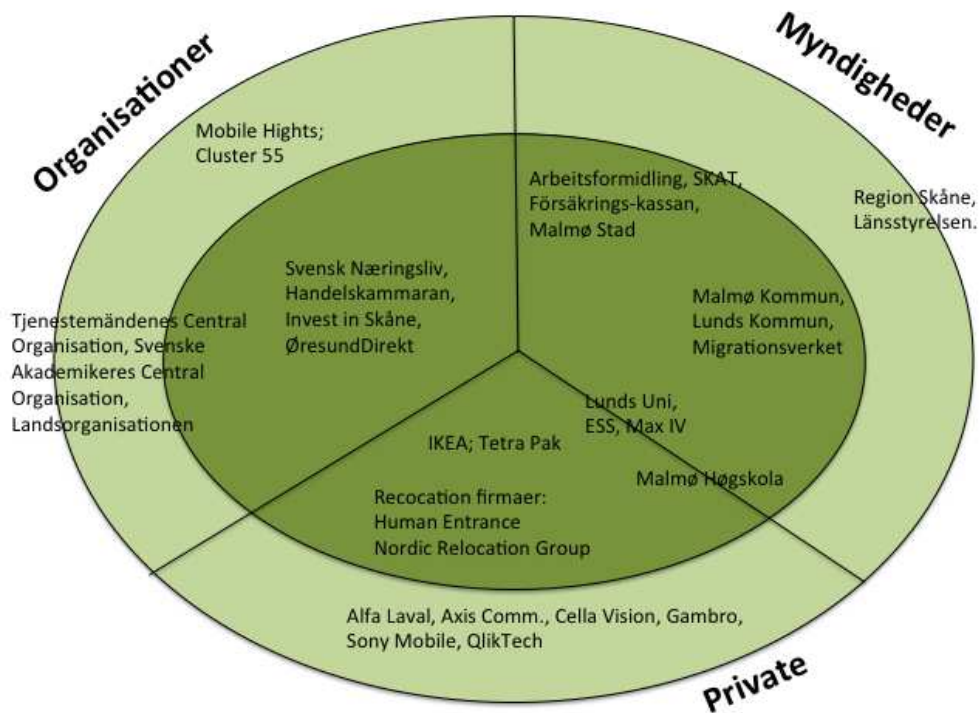 Organisationer
Myndigheder
Mobile Hights;
Cluster 55
Arbeitsformidling, SKAT,
Försäkrings-kassan,
Malmø Stad
Region Skåne,
Länsstyrelsen.
Svensk Næringsliv,
Handelskammaran,
Invest in Skåne,
ØresundDirekt
Malmø Kommun,
Lunds Kommun,
Migrationsverket
Tjenestemändenes Central
Organisation, Svenske
Akademikeres Central
Organisation,
Landsorganisationen
Lunds Uni,
ESS, Max IV
IKEA; Tetra Pak
Malmø Høgskola
Recocation firmaer:
Human Entrance
Nordic Relocation Group
Alfa Laval, Axis Comm., Cella Vision, Gambro,
Sony Mobile, QlikTech
Private